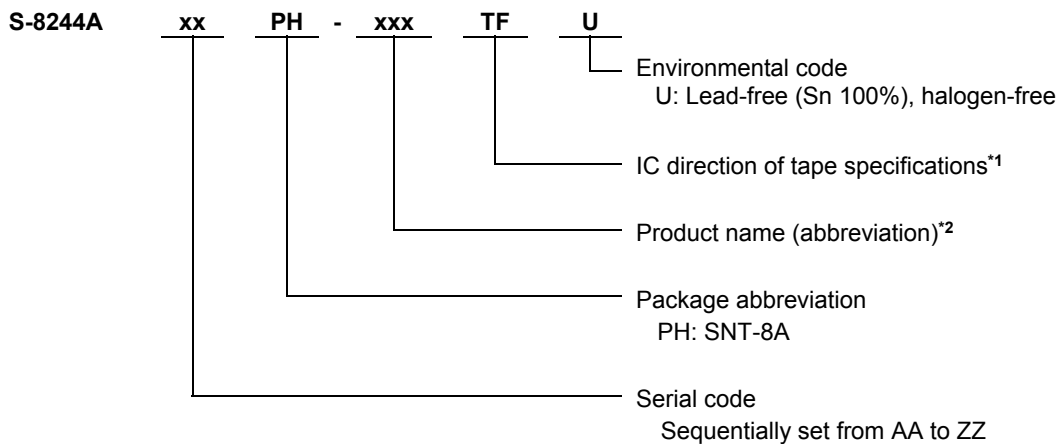 S-8244A xx PH - xxx TF U
Environmental code
U: Lead-free (Sn 100%), halogen-free
IC direction of tape specifications*1
Product name (abbreviation)*2
Package abbreviation
PH: SNT-8A
Serial code
Sequentially set from AA to ZZ